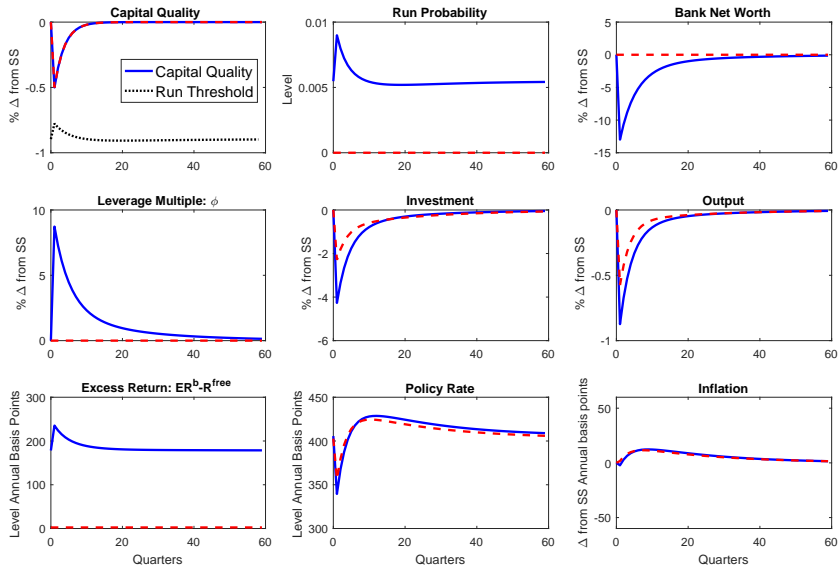 Capital Quality
% Δ from SS
0
-0.5
-1
0 20 40 60
Capital Quality
Run Threshold
Run Probability
Level
0.01
0.005
0
0 20 40 60
Bank Net Worth
% Δ from SS
5
0
-5
-10
-15
0 20 40 60
Leverage Multiple: ϕ
% Δ from SS
10
5
0
0 20 40 60
Investment
% Δ from SS
0
-2
-4
-6
0 20 40 60
Output
% Δ from SS
0
-0.5
-1
0 20 40 60
Excess Return: ER^b-R^free
Level Annual Basis Points
300
200
100
0
0 20 40 60
Quarters
Policy Rate
Level Annual Basis Points
450
400
350
300
0 20 40 60
Quarters
Inflation
Δ from SS Annual basis points
50
0
-50
0 20 40 60
Quarters